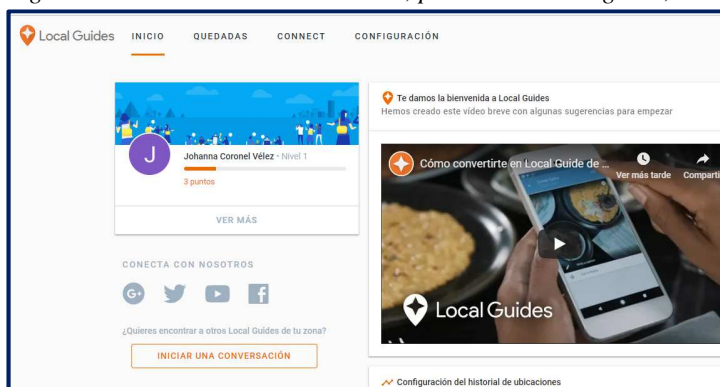 Local Guides INICIO QUEDADAS CONNECT CONFIGURACIÓN
J
Johanna Coronel Vélez • Nivel 1
3 puntos
VER MÁS
CONECTA CON NOSOTROS
G+
¿Quieres encontrar a otros Local Guides de tu zona?
INICIAR UNA CONVERSACIÓN
Te damos la bienvenida a Local Guides
Hemos creado este vídeo breve con algunas sugerencias para empezar
Cómo convertirte en Local Guide de ...
Ver más tarde
Comparti
Local Guides
Configuración del historial de ubicaciones